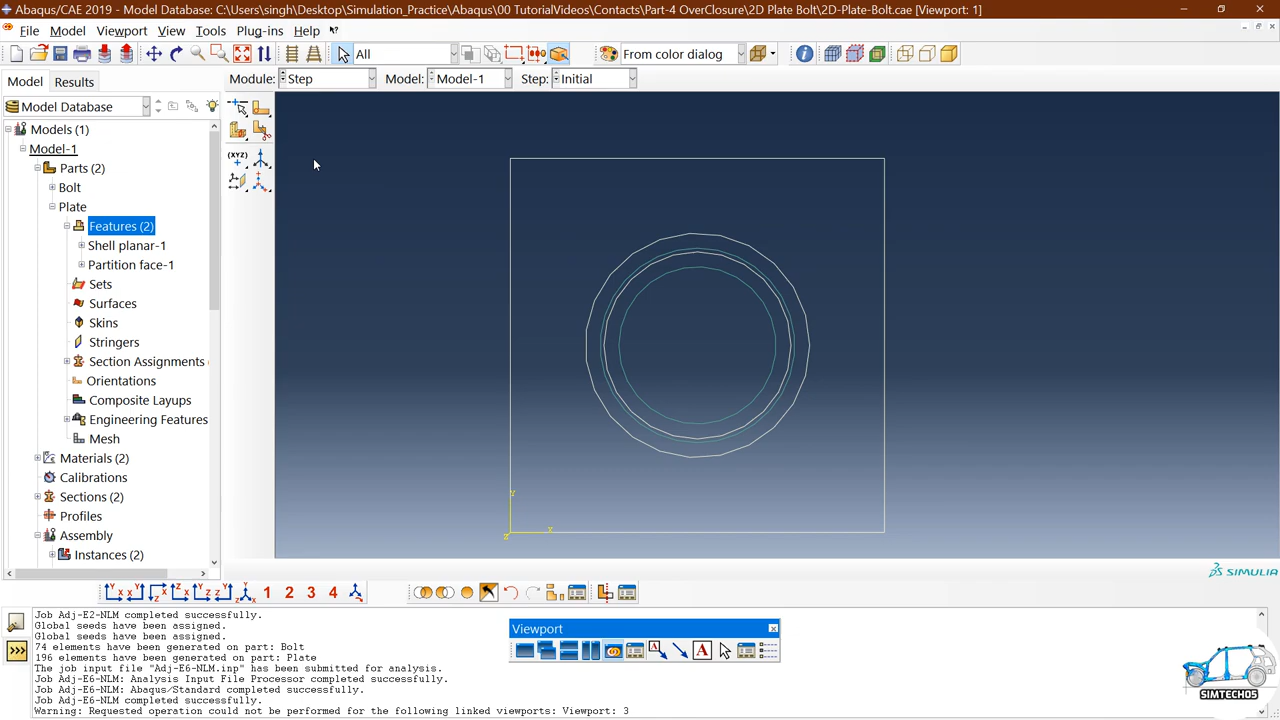 Abaqus/CAE 2019 - Model Database: C:\Users\singh\Desktop\Simulation_Practice\Abaqus\00 TutorialVideos\Contacts\Part-4 OverClosure\2D Plate Bolt\2D-Plate-Bolt.cae [Viewport: 1]
File Model Viewport View Tools Plug-ins Help
All From color dialog
Model Results Module: Step Model: Model-1 Step: Initial
Model Database
Models (1)
Model-1
Parts (2)
(XYZ)
Bolt
Plate
Features (2)
Shell planar-1
Partition face-1
Sets
Surfaces
Skins
Stringers
Section Assignments
Orientations
Composite Layups
Engineering Features
Mesh
Materials (2)
Calibrations
Sections (2)
Profiles
Assembly
Instances (2)
Y
X
Z
SIMULIA
1 2 3 4
Job Adj-E2-NLM completed successfully.
Global seeds have been assigned.
Global seeds have been assigned.
74 elements have been generated on part: Bolt
196 elements have been generated on part: Plate
The job input file "Adj-E6-NLM.inp" has been submitted for analysis.
Job Adj-E6-NLM: Analysis Input File Processor completed successfully.
Job Adj-E6-NLM: Abaqus/Standard completed successfully.
Job Adj-E6-NLM completed successfully.
Warning: Requested operation could not be performed for the following linked viewports: Viewport: 3
Viewport
A
SIMTECH05